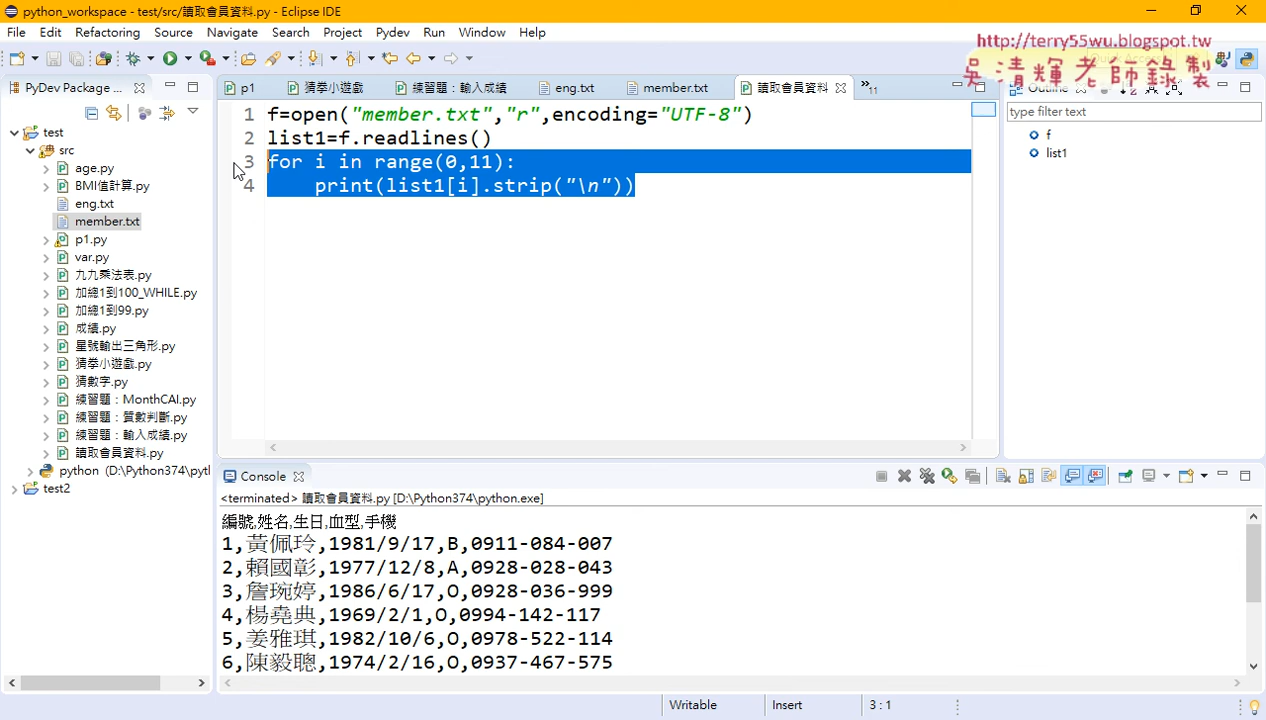 python_workspace - test/src/讀取會員資料.py - Eclipse IDE
File Edit Refactoring Source Navigate Search Project Pydev Run Window Help
http://terry55wu.blogspot.tw
吳清輝老師錄製
PyDev Package ...
p1 猜拳小遊戲 練習題：輸入成績 eng.txt member.txt 讀取會員資料 »11
Outline
type filter text
f
list1
test
src
age.py
BMI值計算.py
eng.txt
member.txt
p1.py
var.py
九九乘法表.py
加總1到100_WHILE.py
加總1到99.py
成績.py
星號輸出三角形.py
猜拳小遊戲.py
猜數字.py
練習題：MonthCAI.py
練習題：質數判斷.py
練習題：輸入成績.py
讀取會員資料.py
python (D:\Python374\pytl
test2
1 f=open("member.txt","r",encoding="UTF-8")
2 list1=f.readlines()
3 for i in range(0,11):
4 print(list1[i].strip("\n"))
Console
<terminated> 讀取會員資料.py [D:\Python374\python.exe]
編號,姓名,生日,血型,手機
1,黃佩玲,1981/9/17,B,0911-084-007
2,賴國彰,1977/12/8,A,0928-028-043
3,詹琬婷,1986/6/17,O,0928-036-999
4,楊堯典,1969/2/1,O,0994-142-117
5,姜雅琪,1982/10/6,O,0978-522-114
6,陳毅聰,1974/2/16,O,0937-467-575
Writable Insert 3 : 1